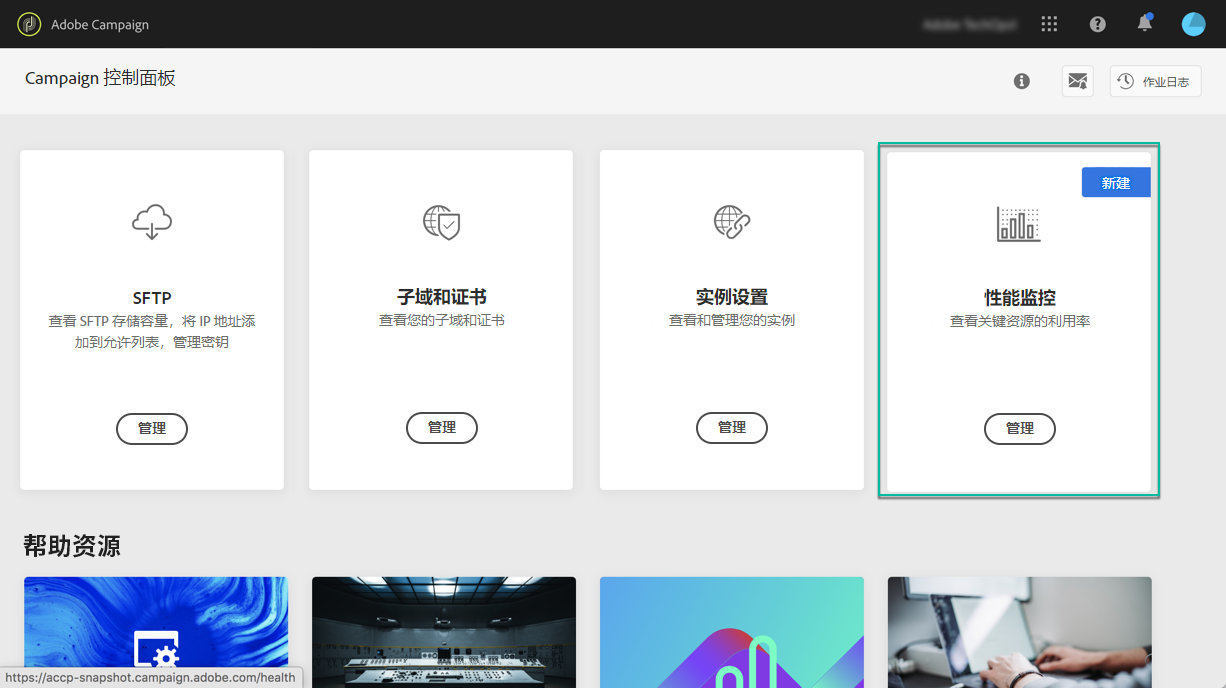 Adobe Campaign
Campaign 控制面板
作业日志
新建
SFTP
查看 SFTP 存储容量，将 IP 地址添
加到允许列表，管理密钥
管理
子域和证书
查看您的子域和证书
管理
实例设置
查看和管理您的实例
管理
性能监控
查看关键资源的利用率
管理
帮助资源
https://accp-snapshot.campaign.adobe.com/health